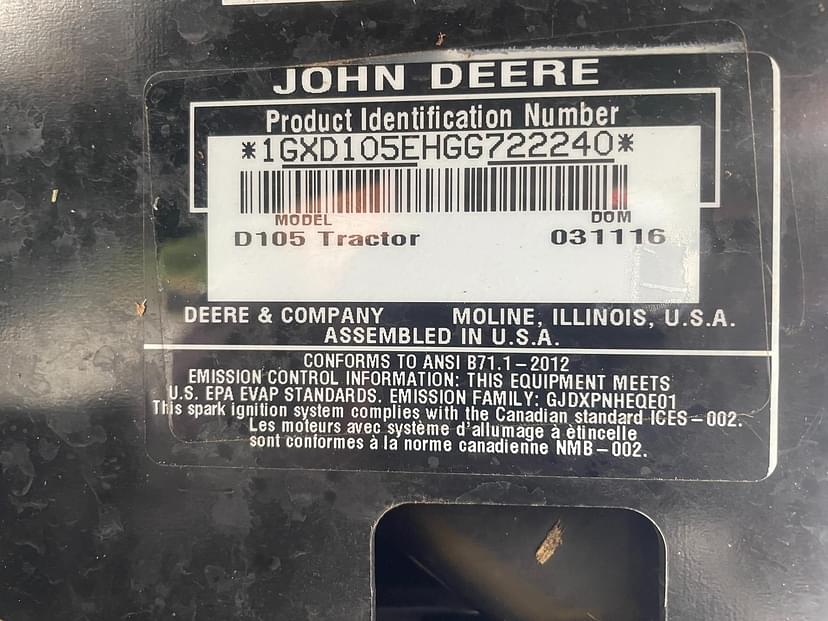 JOHN DEERE
Product Identification Number
*1GXD105EHGG722240*
MODEL DOM
D105 Tractor 031116
DEERE & COMPANY MOLINE, ILLINOIS, U.S.A.
ASSEMBLED IN U.S.A.
CONFORMS TO ANSI B71.1-2012
EMISSION CONTROL INFORMATION: THIS EQUIPMENT MEETS
U.S. EPA EVAP STANDARDS. EMISSION FAMILY: GJDXPNHEQE01
This spark ignition system complies with the Canadian standard ICES-002.
Les moteurs avec système d'allumage à ètincelle
sont conformes à la norme canadienne NMB-002.